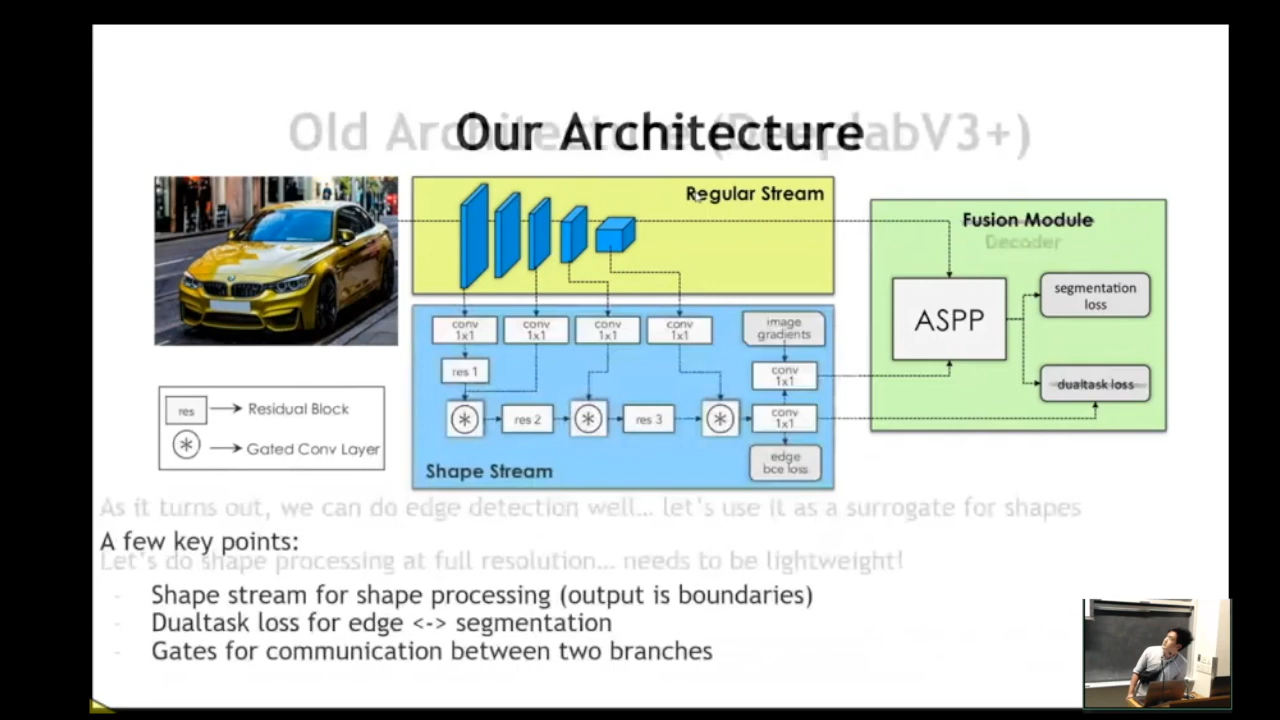 Old Architecture (DeeplabV3+)
Our Architecture
Regular Stream
Fusion Module
Decoder
segmentation
loss
ASPP
dualtask loss
conv
1x1
conv
1x1
conv
1x1
conv
1x1
image
gradients
res 1
conv
1x1
res 2
res 3
conv
1x1
edge
bce loss
Shape Stream
res
Residual Block
Gated Conv Layer
As it turns out, we can do edge detection well... let's use it as a surrogate for shapes
A few key points:
Let's do shape processing at full resolution... needs to be lightweight!
- Shape stream for shape processing (output is boundaries)
- Dualtask loss for edge <-> segmentation
- Gates for communication between two branches